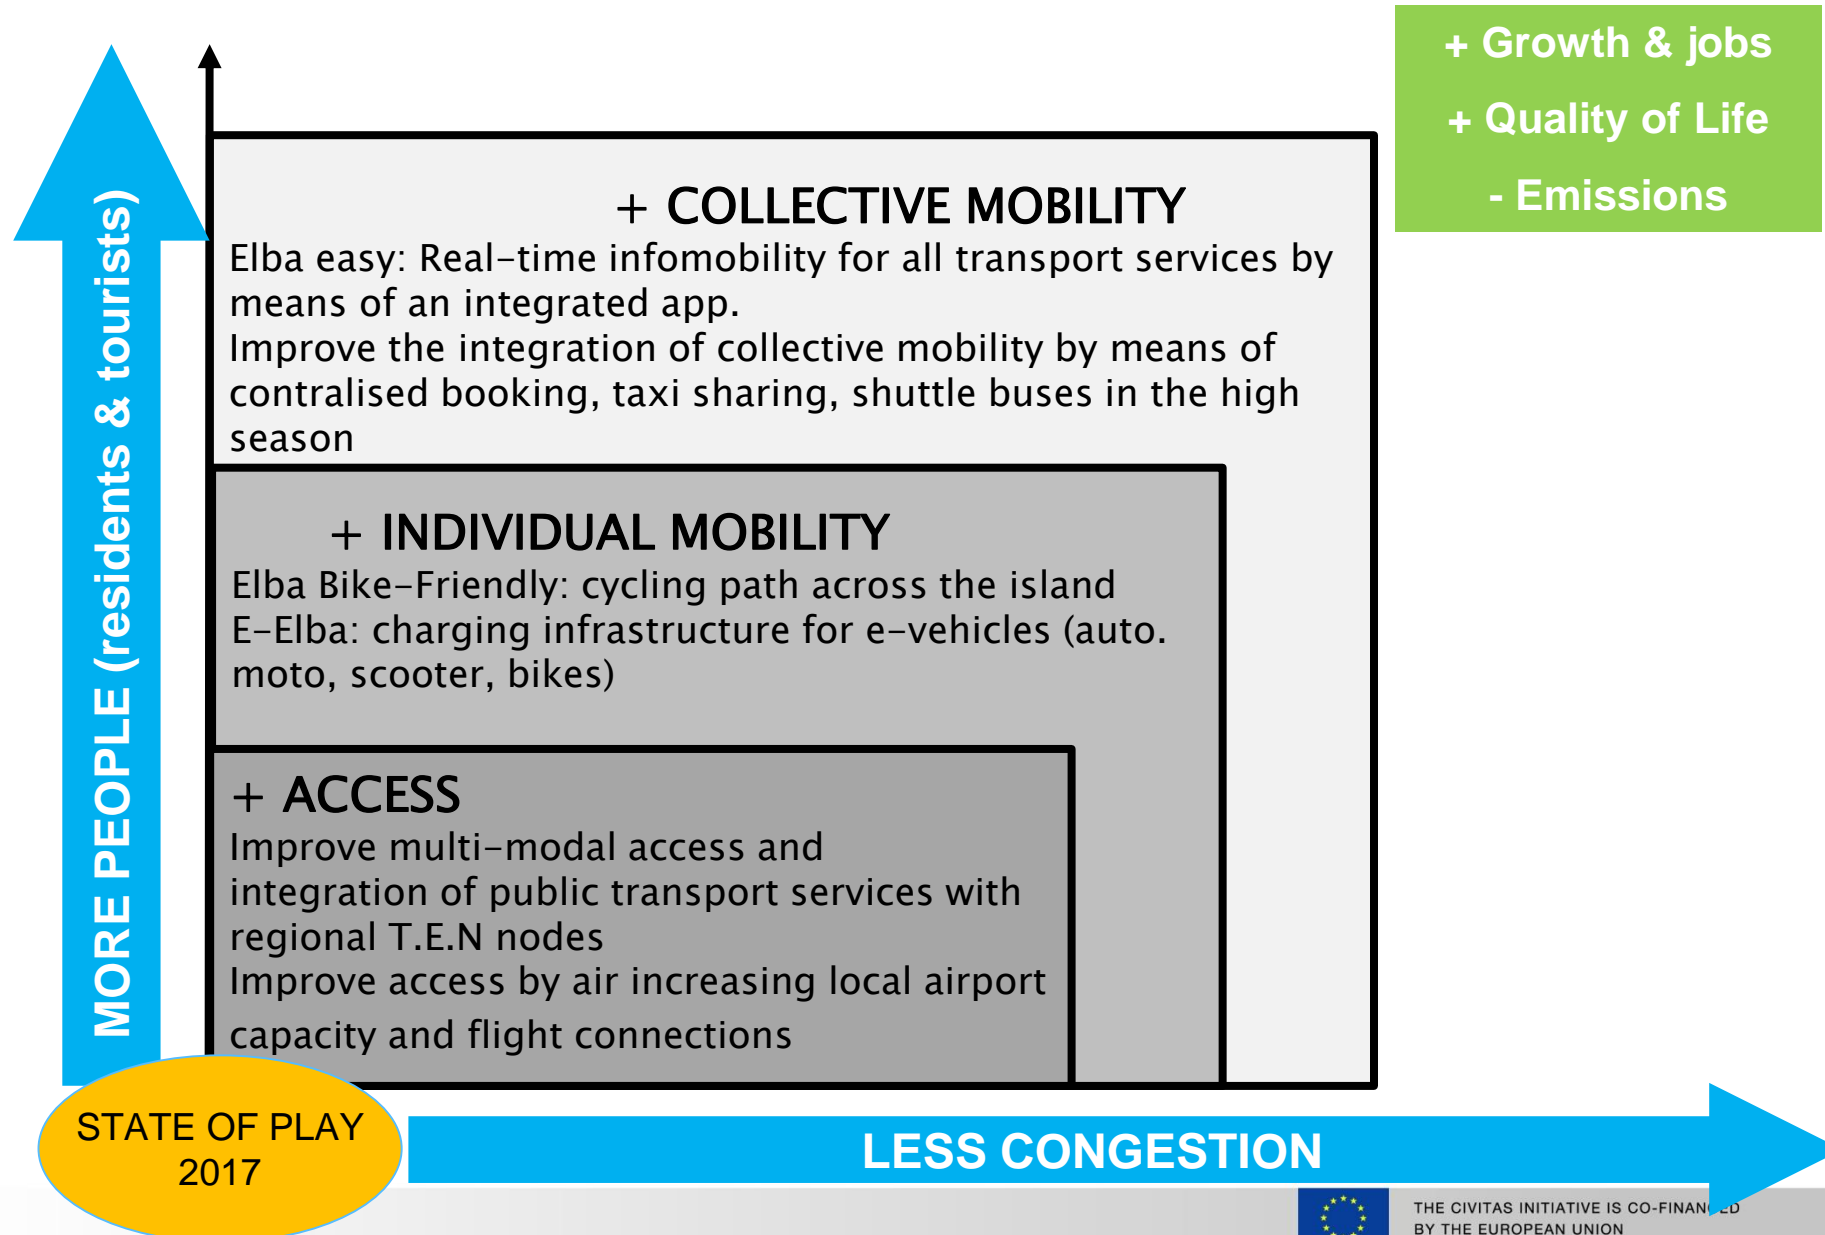 + Growth & jobs
+ Quality of Life
- Emissions
MORE PEOPLE (residents & tourists)
+ COLLECTIVE MOBILITY
Elba easy: Real-time infomobility for all transport services by
means of an integrated app.
Improve the integration of collective mobility by means of
contralised booking, taxi sharing, shuttle buses in the high
season
+ INDIVIDUAL MOBILITY
Elba Bike-Friendly: cycling path across the island
E-Elba: charging infrastructure for e-vehicles (auto.
moto, scooter, bikes)
+ ACCESS
Improve multi-modal access and
integration of public transport services with
regional T.E.N nodes
Improve access by air increasing local airport
capacity and flight connections
STATE OF PLAY
2017
LESS CONGESTION
THE CIVITAS INITIATIVE IS CO-FINANCED
BY THE EUROPEAN UNION